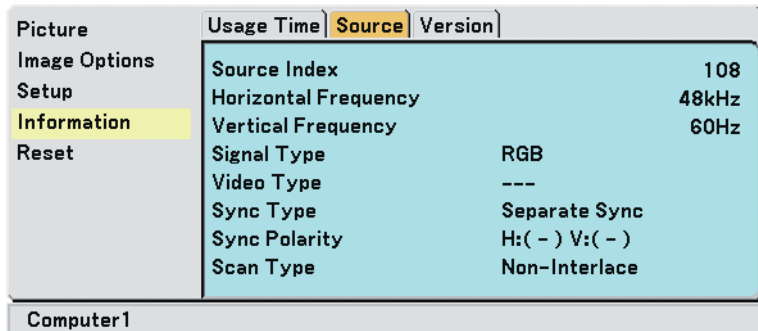 Picture
Image Options
Setup
Information
Reset
Usage Time Source Version
Source Index 108
Horizontal Frequency 48kHz
Vertical Frequency 60Hz
Signal Type RGB
Video Type ---
Sync Type Separate Sync
Sync Polarity H:( - ) V:( - )
Scan Type Non-Interlace
Computer1